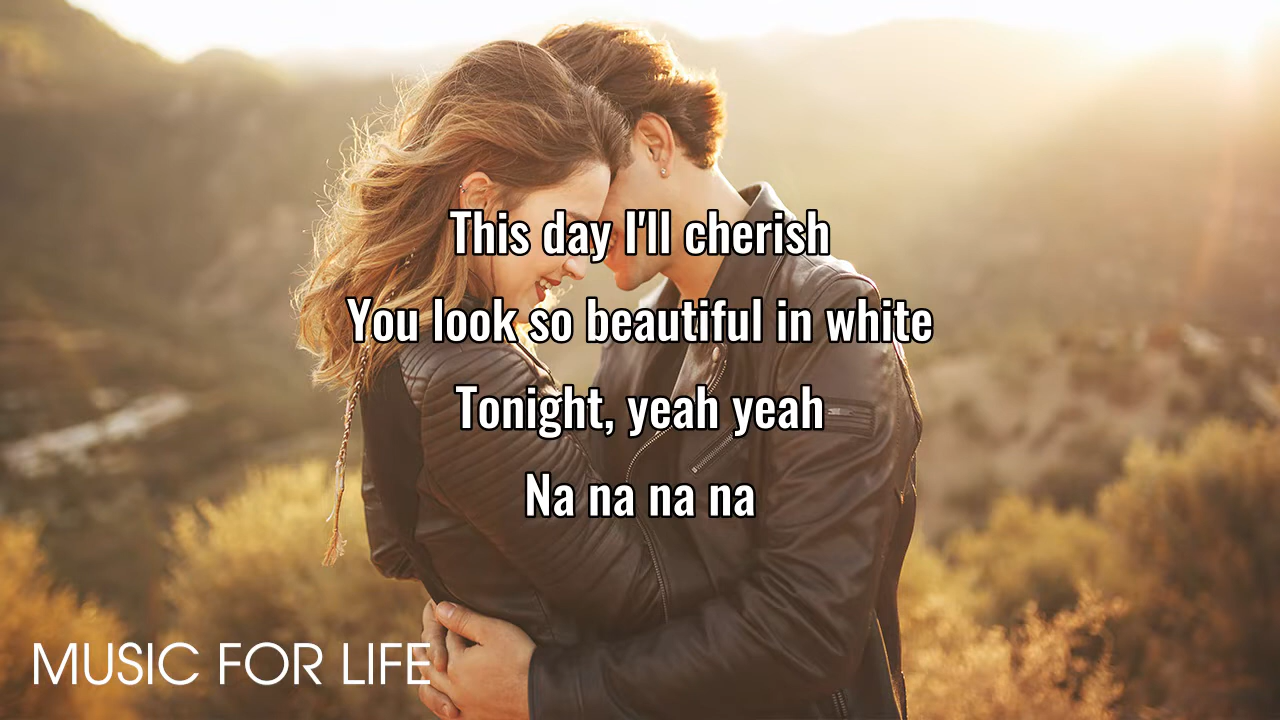 This day I'll cherish
You look so beautiful in white
Tonight, yeah yeah
Na na na na
MUSIC FOR LIFE